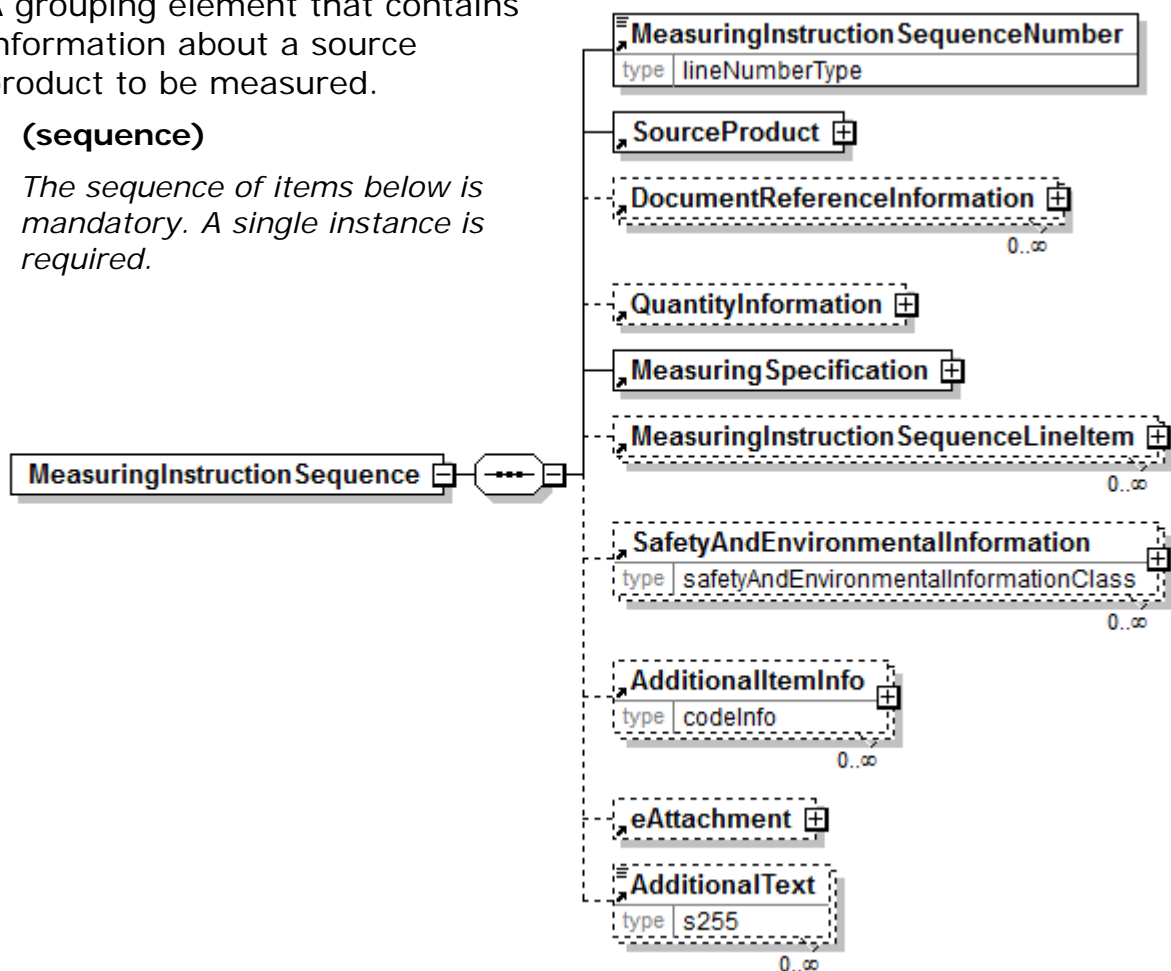 A grouping element that contains
information about a source
product to be measured.
(sequence)
The sequence of items below is
mandatory. A single instance is
required.
MeasuringInstructionSequence
MeasuringInstructionSequenceNumber
type lineNumberType
SourceProduct
DocumentReferenceInformation
0..∞
QuantityInformation
MeasuringSpecification
MeasuringInstructionSequenceLineItem
0..∞
SafetyAndEnvironmentalInformation
type safetyAndEnvironmentalInformationClass
0..∞
AdditionalItemInfo
type codeInfo
0..∞
eAttachment
AdditionalText
type s255
0..∞